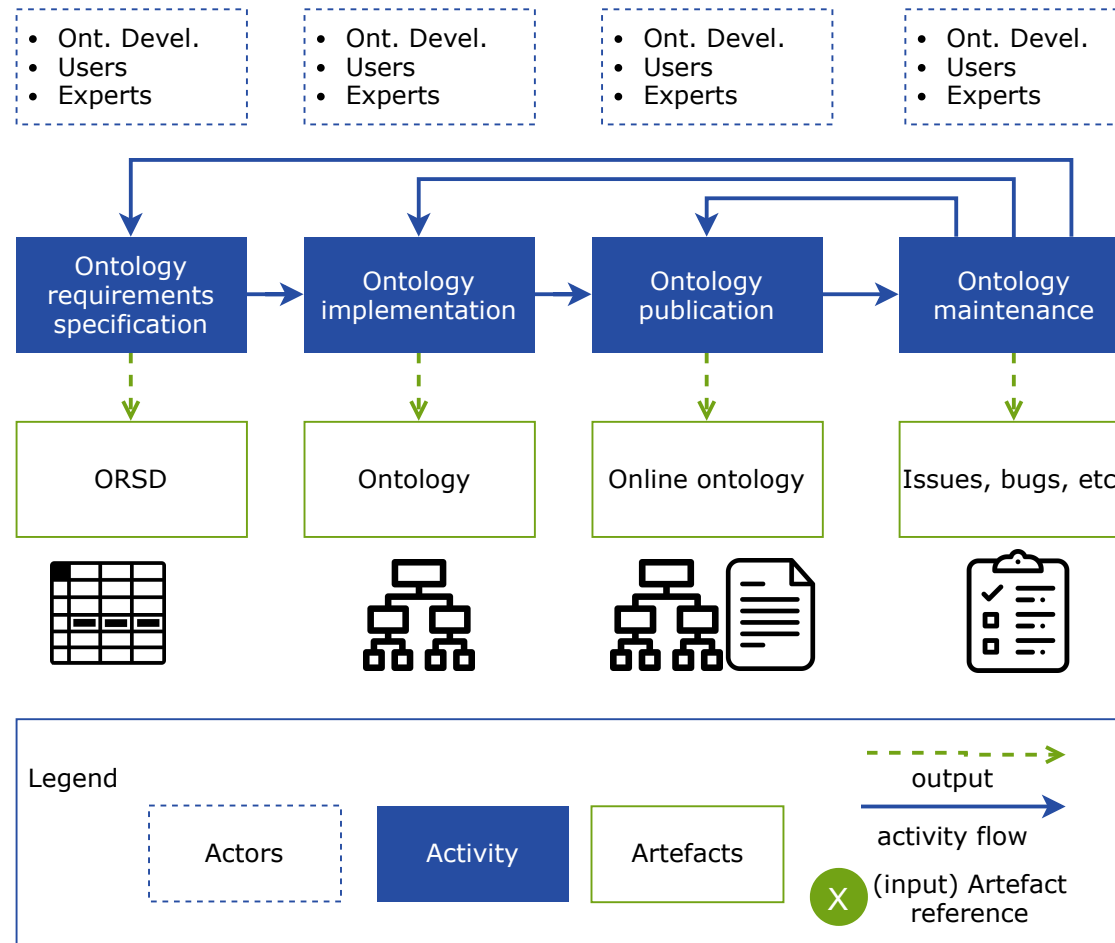 • Ont. Devel.
• Users
• Experts
• Ont. Devel.
• Users
• Experts
• Ont. Devel.
• Users
• Experts
• Ont. Devel.
• Users
• Experts
Ontology
requirements
specification
Ontology
implementation
Ontology
publication
Ontology
maintenance
ORSD
Ontology
Online ontology
Issues, bugs, etc
Legend
Actors
Activity
Artefacts
output
activity flow
X
(input) Artefact
reference